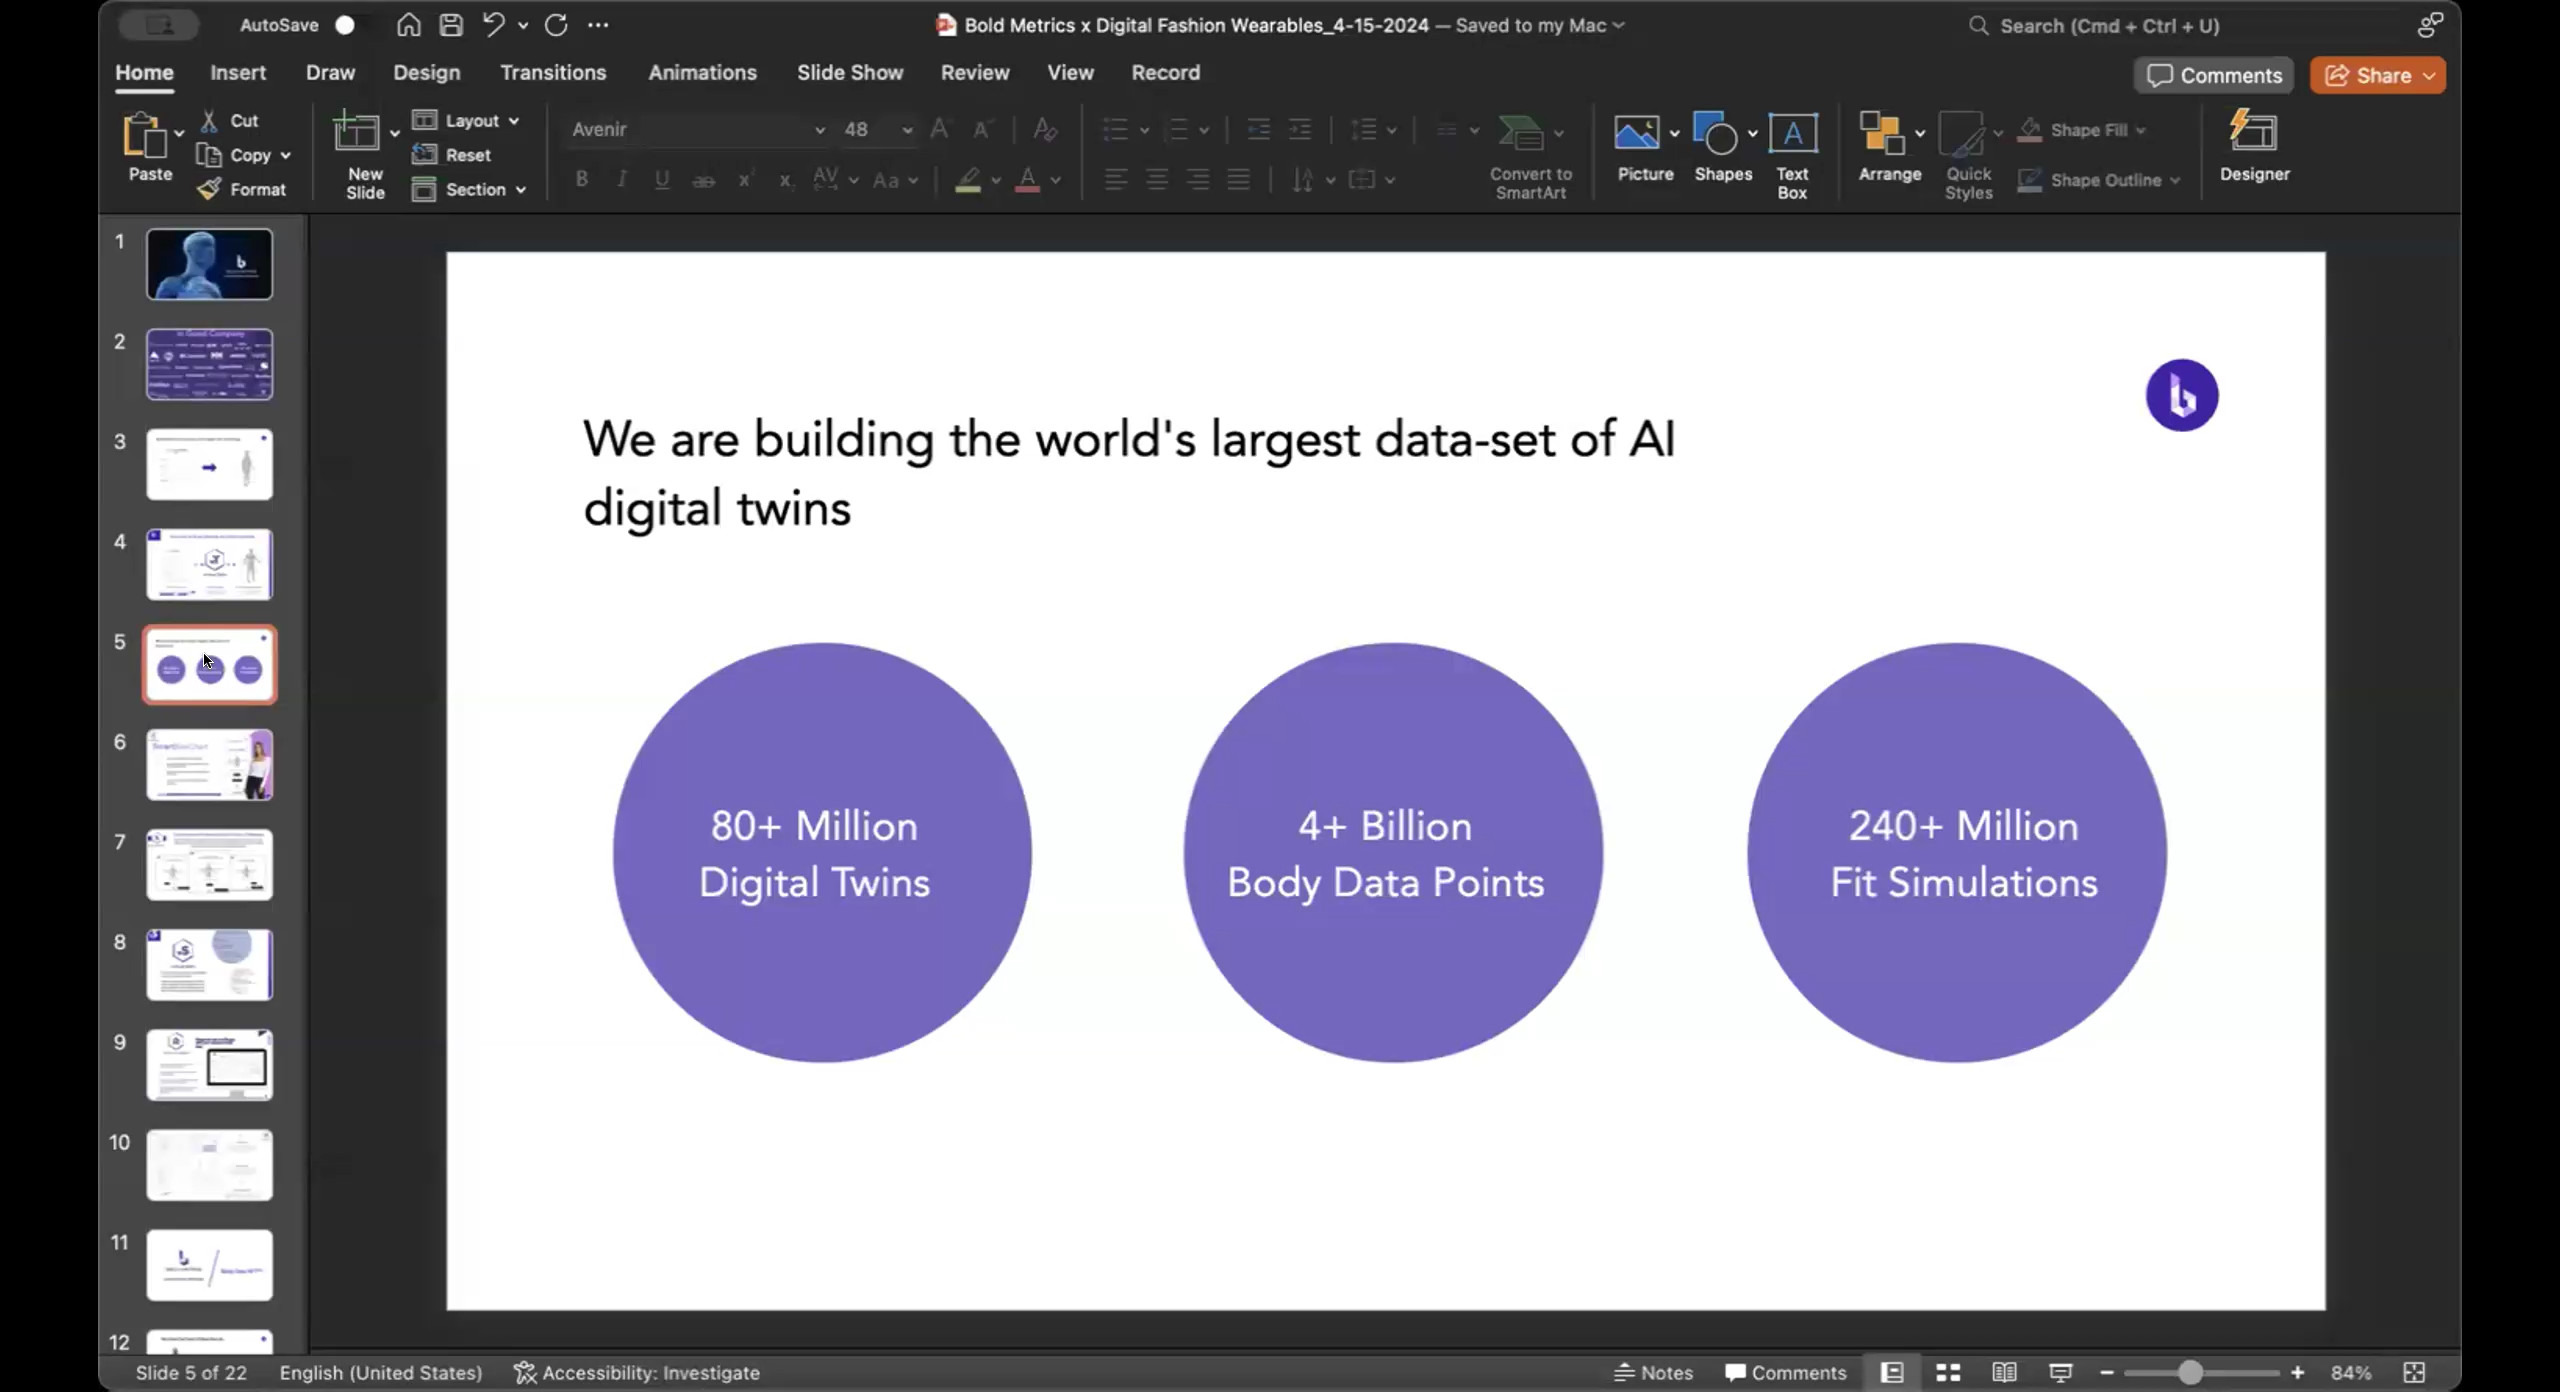 AutoSave
Bold Metrics x Digital Fashion Wearables_4-15-2024 — Saved to my Mac
Search (Cmd + Ctrl + U)
Home Insert Draw Design Transitions Animations Slide Show Review View Record
Comments Share
Paste Cut Copy Format
New Slide
Layout Reset Section
Avenir 48
Convert to SmartArt
Picture Shapes Text Box
Arrange Quick Styles
Shape Fill
Shape Outline
Designer
1
2
In Good Company
3
4
5
6
7
8
9
10
11
12
We are building the world's largest data-set of AI
digital twins
80+ Million
Digital Twins
4+ Billion
Body Data Points
240+ Million
Fit Simulations
Slide 5 of 22 English (United States) Accessibility: Investigate Notes Comments 84%